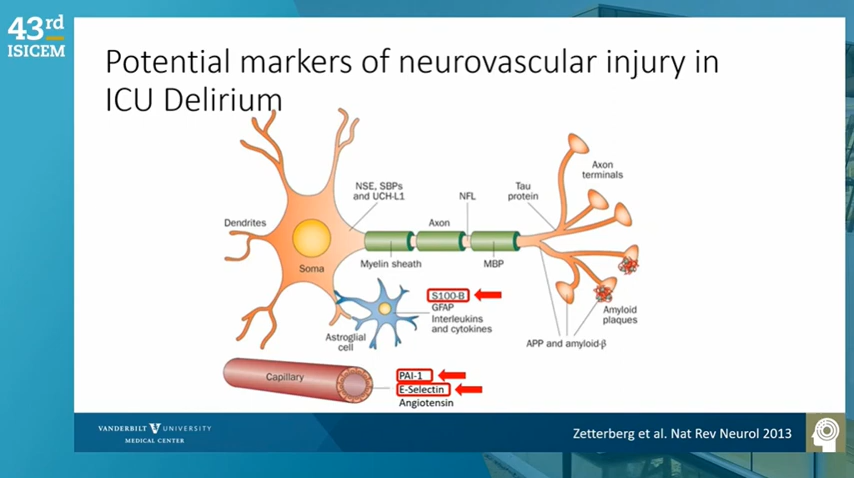 43rd
ISICEM
Potential markers of neurovascular injury in
ICU Delirium
NSE, SBPs
and UCH-L1
NFL
Tau
protein
Axon
terminals
Dendrites
Axon
Soma
Myelin sheath
MBP
S100-B
GFAP
Interleukins
and cytokines
Amyloid
plaques
Astroglial
cell
APP and amyloid-β
Capillary
PAI-1
E-Selectin
Angiotensin
VANDERBILT V UNIVERSITY
MEDICAL CENTER
Zetterberg et al. Nat Rev Neurol 2013